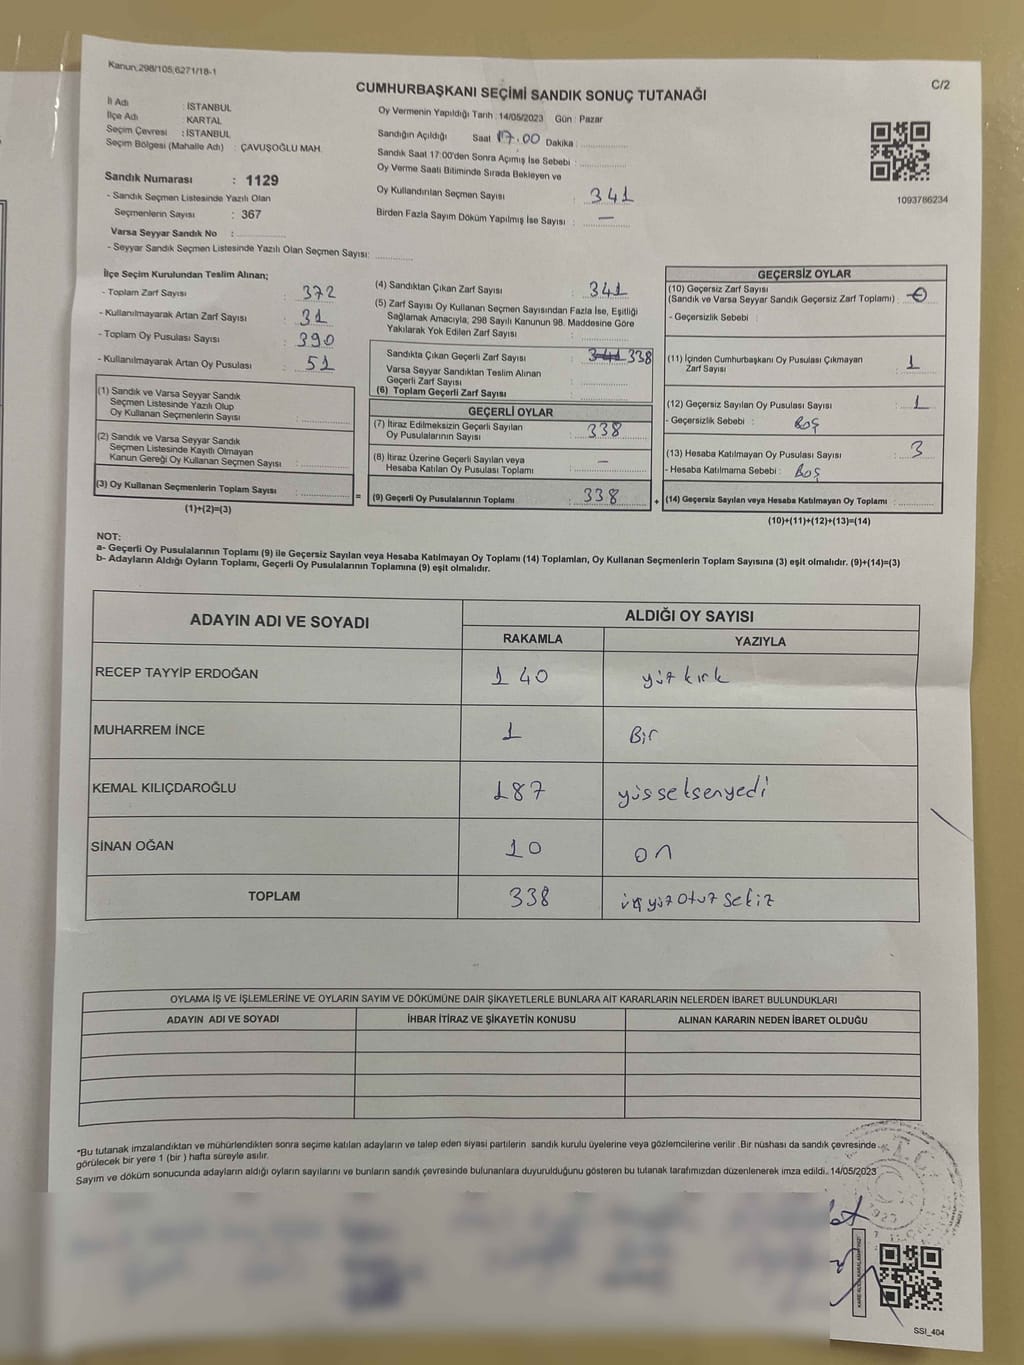 Kanun;298/105;6271/18-1
C/2
CUMHURBAŞKANI SEÇİMİ SANDIK SONUÇ TUTANAĞI
İl Adı : İSTANBUL
İlçe Adı : KARTAL
Seçim Çevresi : İSTANBUL
Seçim Bölgesi (Mahalle Adı) : ÇAVUŞOĞLU MAH.
Oy Vermenin Yapıldığı Tarih : 14/05/2023 Gün : Pazar
Sandığın Açıldığı Saat 17.00 Dakika :
Sandık Saat 17:00'den Sonra Açımış İse Sebebi :
Oy Verme Saati Bitiminde Sırada Bekleyen ve
Oy Kullandırılan Seçmen Sayısı : 341
Birden Fazla Sayım Döküm Yapılmış İse Sayısı : —
1093786234
Sandık Numarası : 1129
- Sandık Seçmen Listesinde Yazılı Olan
Seçmenlerin Sayısı : 367
Varsa Seyyar Sandık No :
- Seyyar Sandık Seçmen Listesinde Yazılı Olan Seçmen Sayısı:
İlçe Seçim Kurulundan Teslim Alınan;
- Toplam Zarf Sayısı : 372
- Kullanılmayarak Artan Zarf Sayısı : 31
- Toplam Oy Pusulası Sayısı : 390
- Kullanılmayarak Artan Oy Pusulası : 51
(1) Sandık ve Varsa Seyyar Sandık
Seçmen Listesinde Yazılı Olup
Oy Kullanan Seçmenlerin Sayısı :
(2) Sandık ve Varsa Seyyar Sandık
Seçmen Listesinde Kayıtlı Olmayan
Kanun Gereği Oy Kullanan Seçmen Sayısı :
(3) Oy Kullanan Seçmenlerin Toplam Sayısı : =
(1)+(2)=(3)
(4) Sandıktan Çıkan Zarf Sayısı : 341
(5) Zarf Sayısı Oy Kullanan Seçmen Sayısından Fazla İse, Eşitliği
Sağlamak Amacıyla, 298 Sayılı Kanunun 98. Maddesine Göre
Yakılarak Yok Edilen Zarf Sayısı :
Sandıkta Çıkan Geçerli Zarf Sayısı : 341 338
Varsa Seyyar Sandıktan Teslim Alınan
Geçerli Zarf Sayısı :
(6) Toplam Geçerli Zarf Sayısı :
GEÇERLİ OYLAR
(7) İtiraz Edilmeksizin Geçerli Sayılan
Oy Pusulalarının Sayısı : 338
(8) İtiraz Üzerine Geçerli Sayılan veya
Hesaba Katılan Oy Pusulası Toplamı : —
(9) Geçerli Oy Pusulalarının Toplamı : 338 +
GEÇERSİZ OYLAR
(10) Geçersiz Zarf Sayısı
(Sandık ve Varsa Seyyar Sandık Geçersiz Zarf Toplamı) :
- Geçersizlik Sebebi :
(11) İçinden Cumhurbaşkanı Oy Pusulası Çıkmayan
Zarf Sayısı : 1
(12) Geçersiz Sayılan Oy Pusulası Sayısı : 1
- Geçersizlik Sebebi : Boş
(13) Hesaba Katılmayan Oy Pusulası Sayısı : 3
- Hesaba Katılmama Sebebi : Boş
(14) Geçersiz Sayılan veya Hesaba Katılmayan Oy Toplamı :
(10)+(11)+(12)+(13)=(14)
NOT:
a- Geçerli Oy Pusulalarının Toplamı (9) ile Geçersiz Sayılan veya Hesaba Katılmayan Oy Toplamı (14) Toplamları, Oy Kullanan Seçmenlerin Toplam Sayısına (3) eşit olmalıdır. (9)+(14)=(3)
b- Adayların Aldığı Oyların Toplamı, Geçerli Oy Pusulalarının Toplamına (9) eşit olmalıdır.
ADAYIN ADI VE SOYADI
ALDIĞI OY SAYISI
RAKAMLA YAZIYLA
RECEP TAYYİP ERDOĞAN 140 yüz kırk
MUHARREM İNCE 1 Bir
KEMAL KILIÇDAROĞLU 187 yüsseksenyedi
SİNAN OĞAN 10 on
TOPLAM 338 üçyüzotuz sekiz
OYLAMA İŞ VE İŞLEMLERİNE VE OYLARIN SAYIM VE DÖKÜMÜNE DAİR ŞİKAYETLERLE BUNLARA AİT KARARLARIN NELERDEN İBARET BULUNDUKLARI
ADAYIN ADI VE SOYADI İHBAR İTİRAZ VE ŞİKAYETİN KONUSU ALINAN KARARIN NEDEN İBARET OLDUĞU
*Bu tutanak imzalandıktan ve mühürlendikten sonra seçime katılan adayların ve talep eden siyasi partilerin sandık kurulu üyelerine veya gözlemcilerine verilir .Bir nüshası da sandık çevresinde
görülecek bir yere 1 (bir ) hafta süreyle asılır.
Sayım ve döküm sonucunda adayların aldığı oyların sayılarını ve bunların sandık çevresinde bulunanlara duyurulduğunu gösteren bu tutanak tarafımızdan düzenlenerek imza edildi. 14/05/2023
T.C.
SSI_404